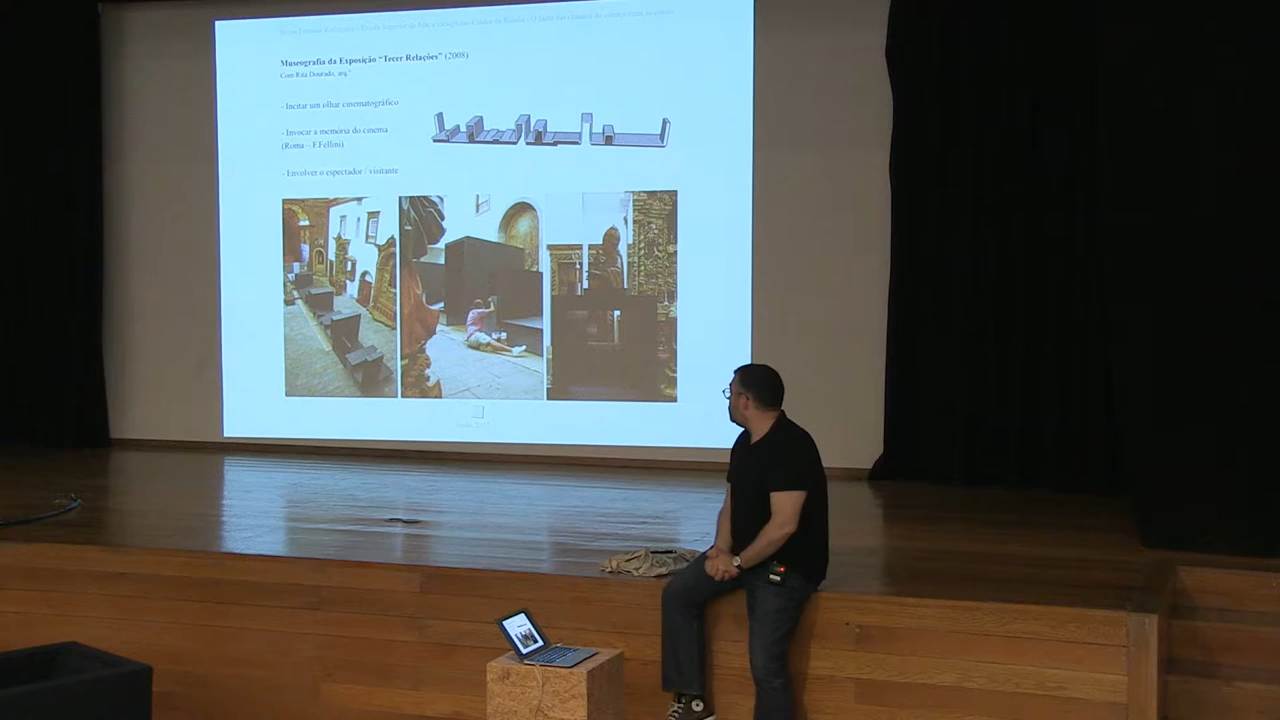 Museografia da Exposição “Tecer Relações” (2008)
Com Rita Dourado, arq.ª
- Incitar um olhar cinematográfico
- Invocar a memória do cinema
(Roma – F.Fellini)
- Envolver o espectador / visitante